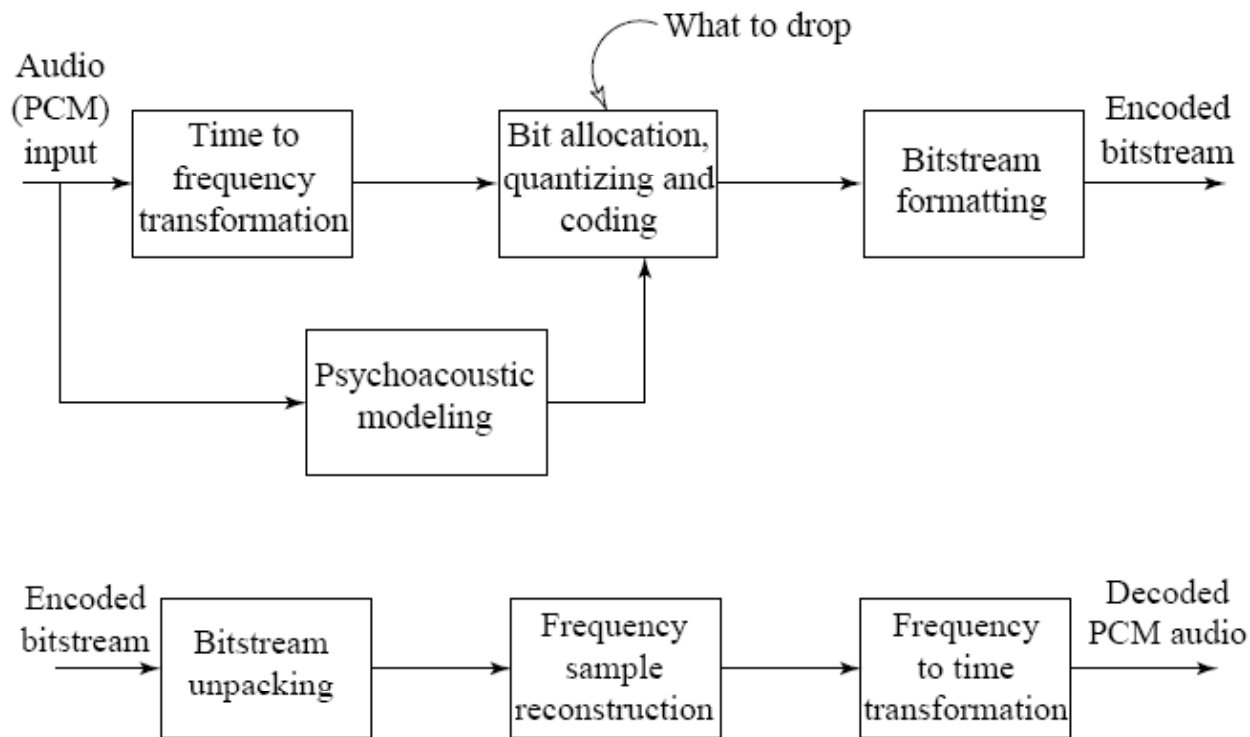 What to drop
Audio
(PCM)
input
Time to
frequency
transformation
Bit allocation,
quantizing and
coding
Bitstream
formatting
Encoded
bitstream
Psychoacoustic
modeling
Encoded
bitstream
Bitstream
unpacking
Frequency
sample
reconstruction
Frequency
to time
transformation
Decoded
PCM audio